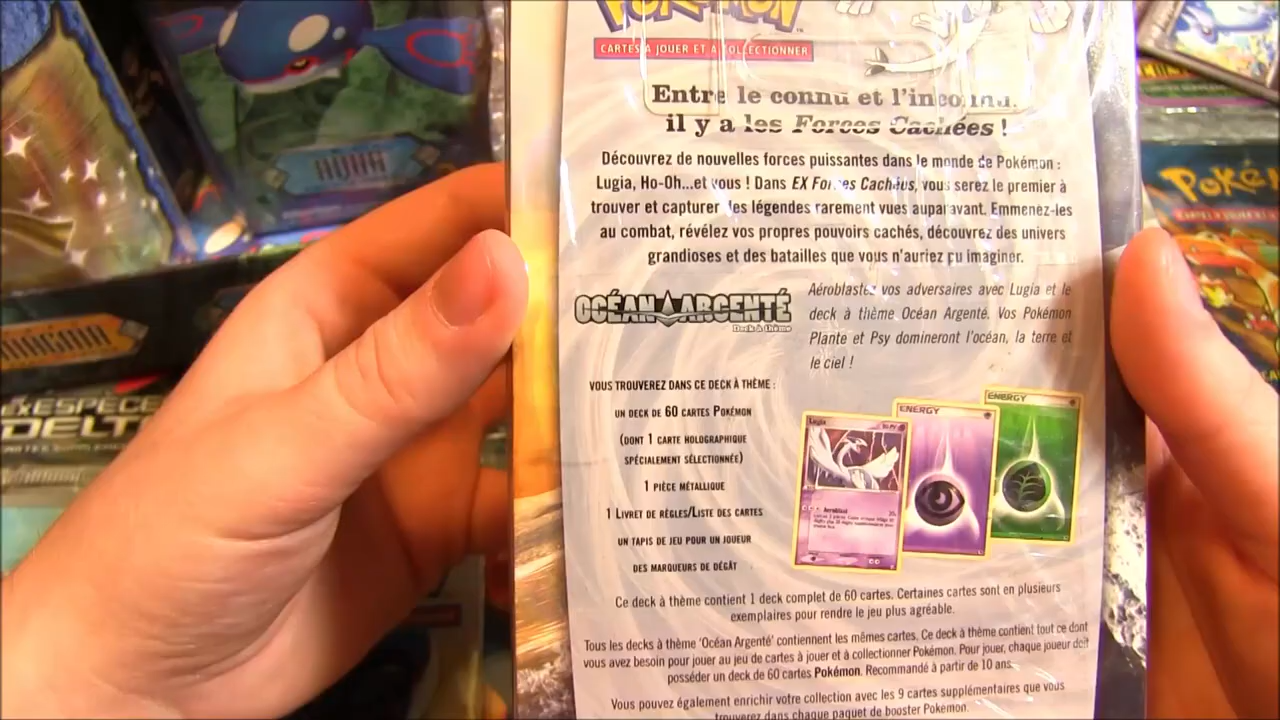 POKÉMON
CARTES À JOUER ET À COLLECTIONNER
Entre le connu et l'inconnu,
il y a les Forces Cachées !
Découvrez de nouvelles forces puissantes dans le monde de Pokémon :
Lugia, Ho-Oh...et vous ! Dans EX Forces Cachées, vous serez le premier à
trouver et capturer les légendes rarement vues auparavant. Emmenez-les
au combat, révélez vos propres pouvoirs cachés, découvrez des univers
grandioses et des batailles que vous n'auriez pu imaginer.
OCÉAN ARGENTÉ
Deck à thème
Aéroblastez vos adversaires avec Lugia et le
deck à thème Océan Argenté. Vos Pokémon
Plante et Psy domineront l'océan, la terre et
le ciel !
VOUS TROUVEREZ DANS CE DECK À THÈME :
UN DECK DE 60 CARTES POKÉMON
(DONT 1 CARTE HOLOGRAPHIQUE
SPÉCIALEMENT SÉLECTIONNÉE)
1 PIÈCE MÉTALLIQUE
1 LIVRET DE RÈGLES/LISTE DES CARTES
UN TAPIS DE JEU POUR UN JOUEUR
DES MARQUEURS DE DÉGÂT
Lugia
Aeroblast
ENERGY
ENERGY
Ce deck à thème contient 1 deck complet de 60 cartes. Certaines cartes sont en plusieurs
exemplaires pour rendre le jeu plus agréable.
Tous les decks à thème 'Océan Argenté' contiennent les mêmes cartes. Ce deck à thème contient tout ce dont
vous avez besoin pour jouer au jeu de cartes à jouer et à collectionner Pokémon. Pour jouer, chaque joueur doit
posséder un deck de 60 cartes Pokémon. Recommandé à partir de 10 ans.
Vous pouvez également enrichir votre collection avec les 9 cartes supplémentaires que vous
trouverez dans chaque paquet de booster Pokémon.
EX ESPÈCE
DELTA
POKÉ